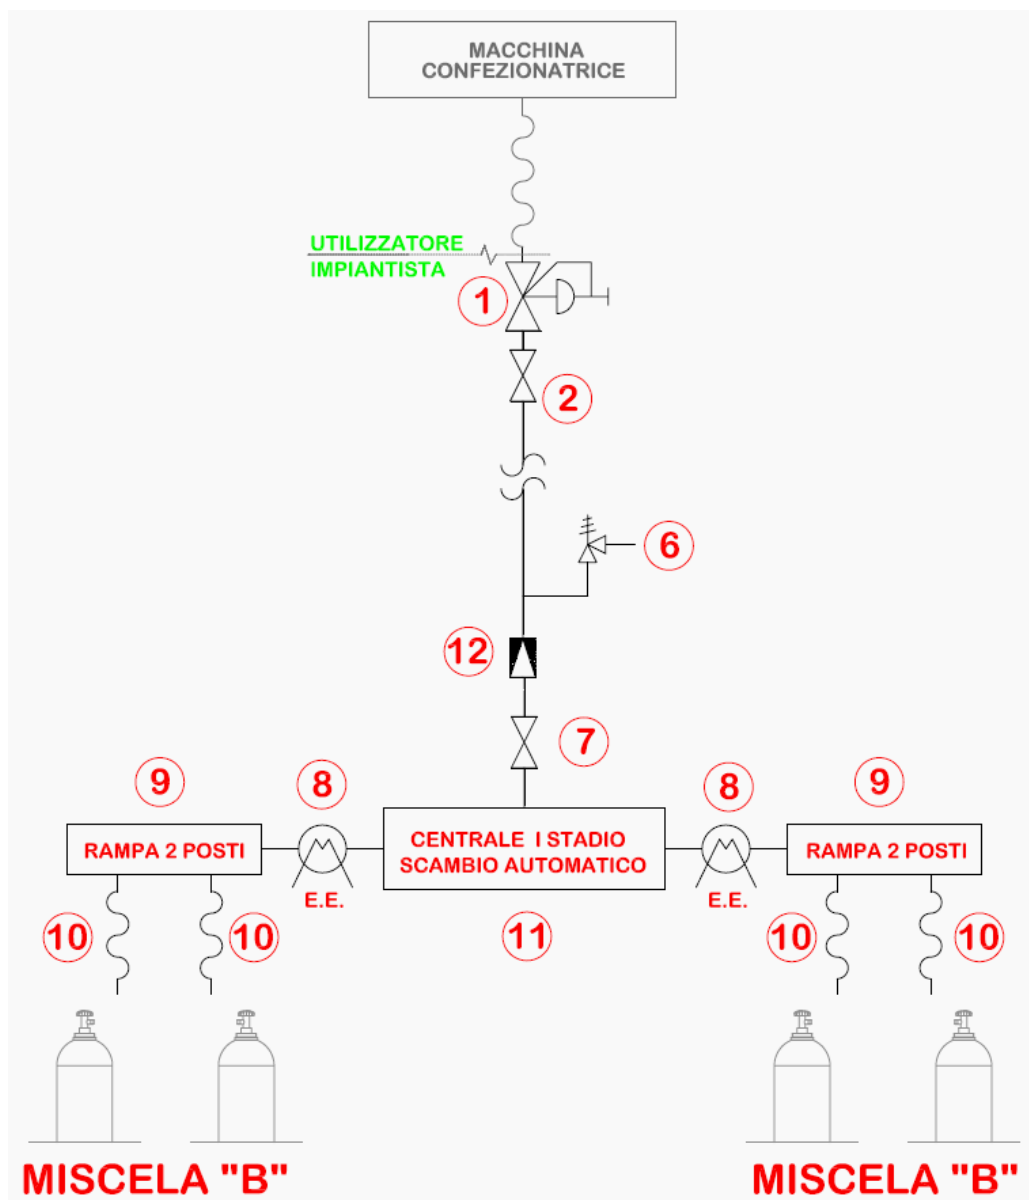 MACCHINA
CONFEZIONATRICE
UTILIZZATORE
IMPIANTISTA
1
2
6
12
7
9
8
8
9
RAMPA 2 POSTI
CENTRALE I STADIO
SCAMBIO AUTOMATICO
RAMPA 2 POSTI
E.E.
E.E.
10
10
11
10
10
MISCELA "B"
MISCELA "B"